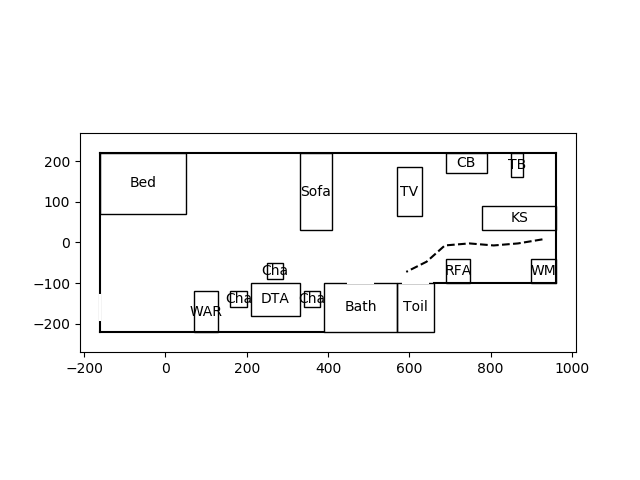 200
100
0
−100
−200
Bed
Sofa
TV
CB
TB
KS
Cha
Cha
DTA
Cha
WAR
Bath
Toil
RFA
WM
−200
0
200
400
600
800
1000